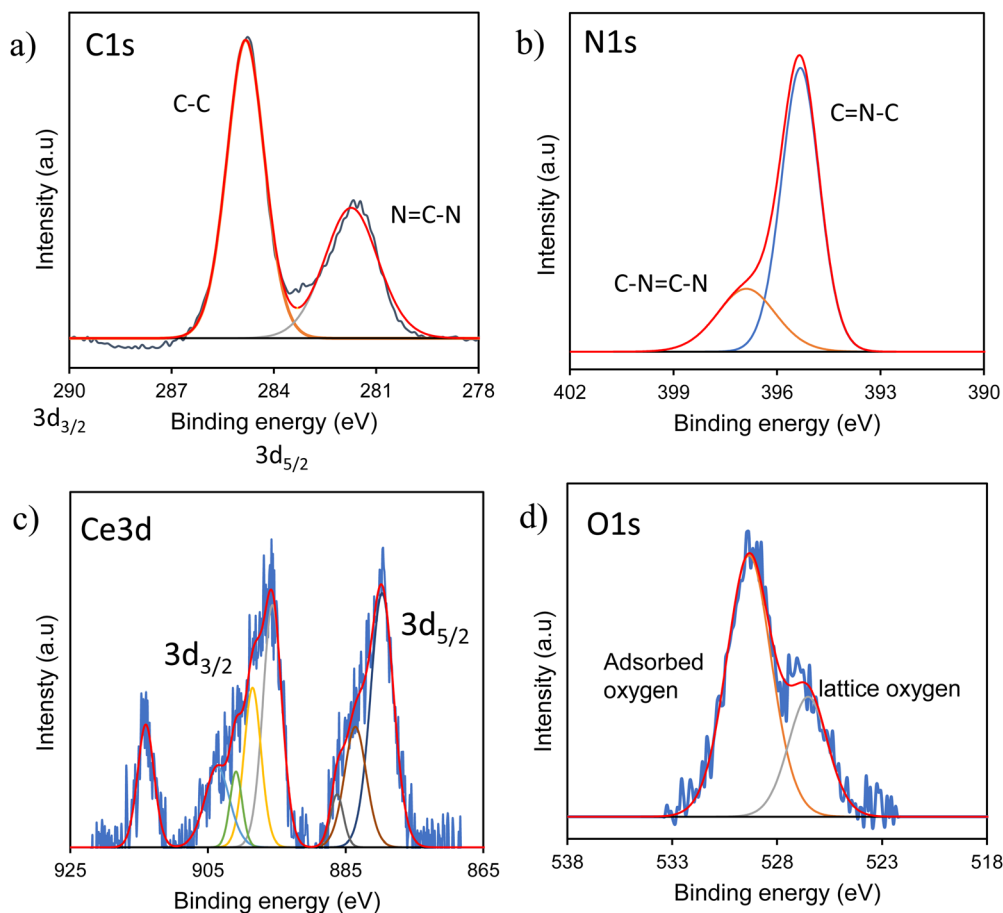 a)
C1s
C-C
N=C-N
Intensity (a.u)
290 287 284 281 278
Binding energy (eV)
3d3/2
3d5/2
b)
N1s
C=N-C
C-N=C-N
Intensity (a.u)
402 399 396 393 390
Binding energy (eV)
c)
Ce3d
3d3/2
3d5/2
Intensty (a.u)
925 905 885 865
Binding energy (eV)
d)
O1s
Adsorbed
oxygen
lattice oxygen
Intensity (a.u)
538 533 528 523 518
Binding energy (eV)